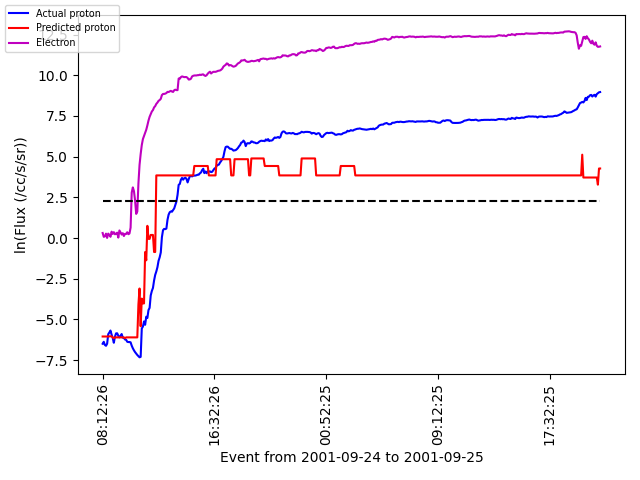 Actual proton
Predicted proton
Electron
12.5
10.0
7.5
5.0
2.5
0.0
−2.5
−5.0
−7.5
ln(Flux (/cc/s/sr))
08:12:26
16:32:26
00:52:25
09:12:25
17:32:25
Event from 2001-09-24 to 2001-09-25